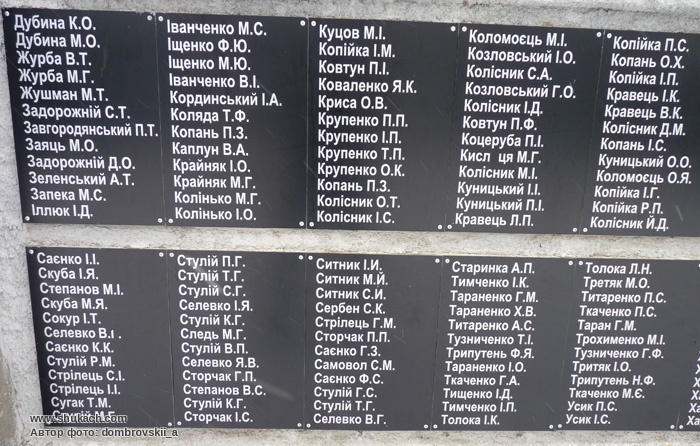 Дубина К.О.
Дубина М.О.
Журба В.Т.
Журба М.Г.
Жушман М.Т.
Задорожній С.Т.
Завгородянський П.Т.
Заяць М.О.
Задорожній Д.О.
Зеленський А.Т.
Запека М.С.
Іллюк І.Д.
Іванченко М.С.
Іщенко Ф.Ю.
Іщенко М.Ю.
Іванченко В.І.
Кординський І.А.
Коляда Т.Ф.
Копань П.З.
Каплун В.А.
Крайняк І.О.
Крайняк М.Г.
Колінько М.Г.
Колінько І.О.
Куцов М.І.
Копійка І.М.
Ковтун П.І.
Коваленко Я.К.
Криса О.В.
Крупенко П.П.
Крупенко І.П.
Крупенко Т.П.
Крупенко О.К.
Копань П.З.
Колісник О.Т.
Колісник І.С.
Коломоєць М.І.
Козловський І.О.
Колісник С.А.
Козловський Г.О.
Колісник І.Д.
Ковтун П.Ф.
Коцеруба П.І.
Кисл ця М.Г.
Колісник М.І.
Куницький І.І.
Куницький П.І.
Кравець Л.П.
Копійка П.С.
Копань О.Х.
Копійка І.П.
Кравець І.К.
Кравець В.К.
Колісник Д.М.
Копань І.С.
Куницький О.О.
Коломоєць О.Я.
Копійка І.Г.
Копійка Р.П.
Колісник Й.Д.
Саєнко І.І.
Скуба І.Я.
Степанов М.І.
Скуба М.Я.
Сокур І.Т.
Селевко В.І.
Саєнко К.К.
Стулій Р.М.
Стрілець С.І.
Стрілець І.І.
Сугак Т.М.
Стулій М.Г.
Стулій П.Г.
Стулій Т.Г.
Стулій С.Г.
Селевко І.Я.
Стулій К.Г.
Следь М.Г.
Стулій В.П.
Селевко Я.В.
Сторчак Г.П.
Степанов В.С.
Стулій К.Г.
Сторчак І.С.
Ситник І.И.
Ситник М.Й.
Ситник С.И.
Сербен С.К.
Стрілець Г.М.
Сторчак П.П.
Саєнко Г.З.
Самовол С.М.
Саєнко Ф.С.
Стулій Г.С.
Стулій Т.Г.
Селевко В.Г.
Старинка А.П.
Тимченко І.К.
Тараненко Г.М.
Тараненко Х.В.
Титаренко А.С.
Тузниченко Т.І.
Трипутень Ф.Я.
Тараненко І.О.
Ткаченко Г.А.
Тищенко І.Д.
Тимченко І.П.
Толока І.К.
Толока Л.Н.
Третяк М.О.
Титаренко П.С.
Ткаченко П.С.
Таран Г.М.
Трохименко М.І.
Тузниченко Г.Ф.
Тритяк І.О.
Трипутень Н.Ф.
Ткаченко М.Є.
Усик П.С.
Усик І.С.
www.shukach.com
Автор фото: dombrovskii_a